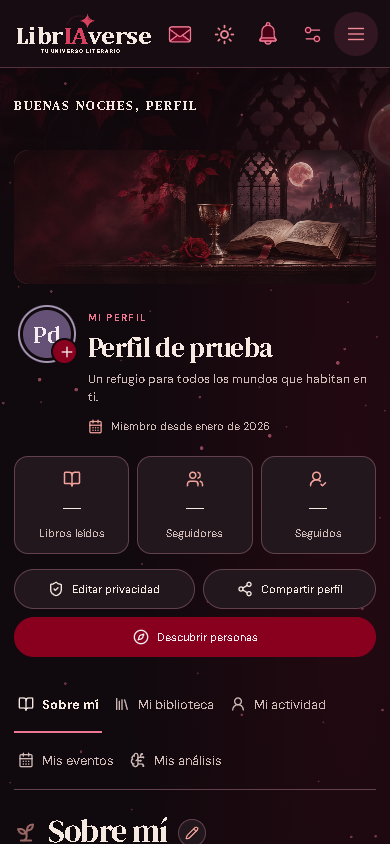 LibrIAverse
TU UNIVERSO LITERARIO
BUENAS NOCHES, PERFIL
Pd
MI PERFIL
Perfil de prueba
Un refugio para todos los mundos que habitan en
ti.
Miembro desde enero de 2026
— — —
Libros leídos Seguidores Seguidos
Editar privacidad Compartir perfil
Descubrir personas
Sobre mí Mi biblioteca Mi actividad
Mis eventos Mis análisis
Sobre mí